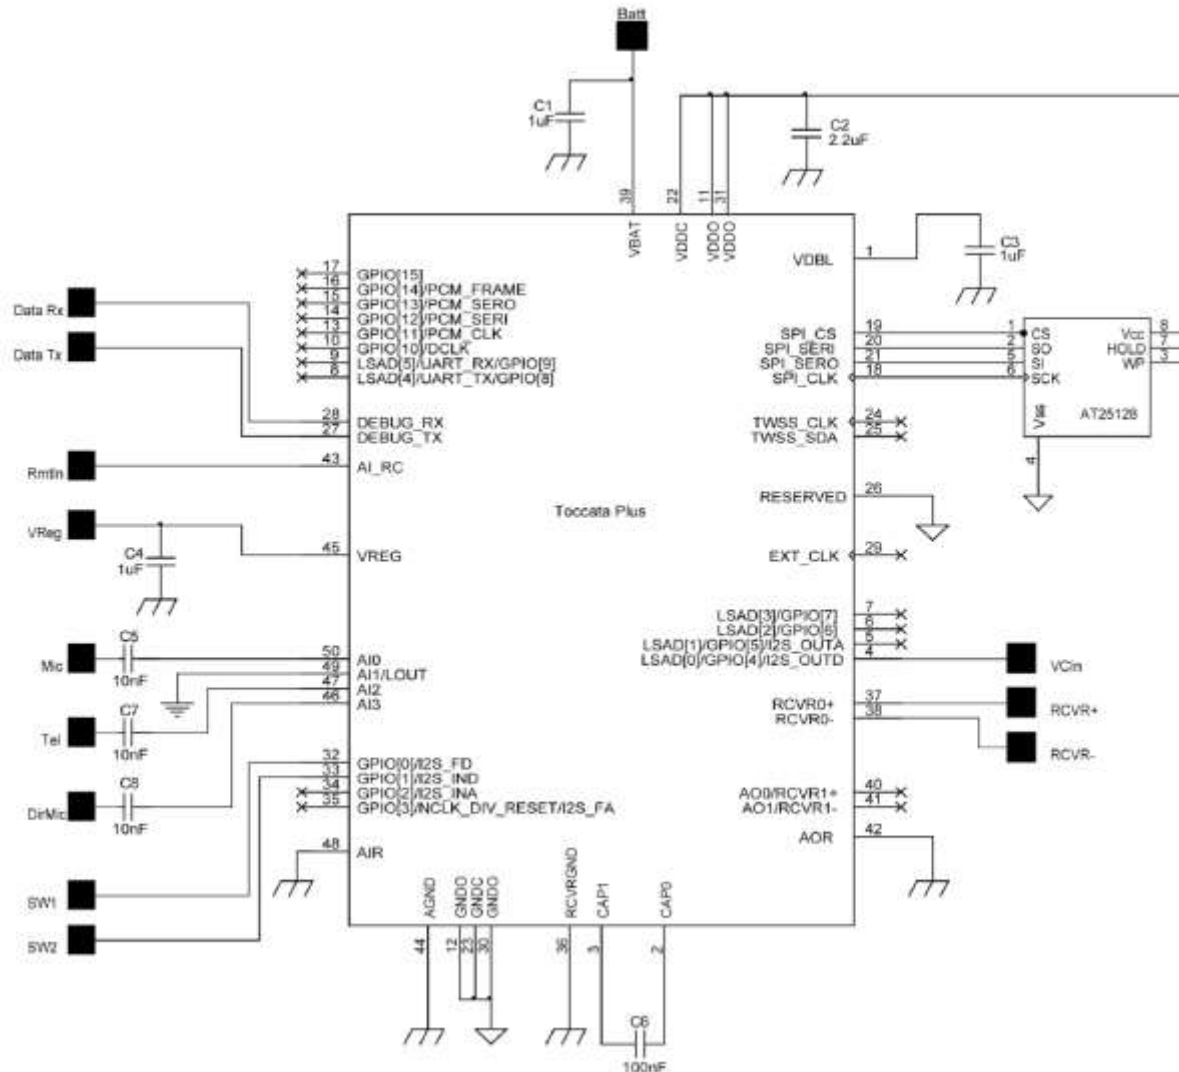 Batt
C1
1uF
C2
2.2uF
39
22
11
31
VBAT
VDDC
VDDO
VDDO
VDBL
1
C3
1uF
17
GPIO[15]
16
GPIO[14]/PCM_FRAME
15
GPIO[13]/PCM_SERO
14
GPIO[12]/PCM_SERI
13
GPIO[11]/PCM_CLK
10
GPIO[10]/DCLK
9
LSAD[5]/UART_RX/GPIO[9]
8
LSAD[4]/UART_TX/GPIO[8]
Data Rx
Data Tx
28
DEBUG_RX
27
DEBUG_TX
RmtIn
43
AI_RC
VReg
C4
1uF
45
VREG
SPI_CS
19
SPI_SERI
20
SPI_SERO
21
SPI_CLK
18
1
CS
2
SO
5
SI
6
SCK
Vcc
8
HOLD
7
WP
3
Vss
AT25128
4
TWSS_CLK
24
TWSS_SDA
25
RESERVED
26
Toccata Plus
EXT_CLK
29
LSAD[3]/GPIO[7]
7
LSAD[2]/GPIO[6]
6
LSAD[1]/GPIO[5]/I2S_OUTA
5
LSAD[0]/GPIO[4]/I2S_OUTD
4
VCin
RCVR0+
37
RCVR+
RCVR0-
38
RCVR-
Mic
C5
10nF
50
AI0
49
AI1/LOUT
47
AI2
46
AI3
Tel
C7
10nF
DirMic
C8
10nF
32
GPIO[0]/I2S_FD
33
GPIO[1]/I2S_IND
34
GPIO[2]/I2S_INA
35
GPIO[3]/NCLK_DIV_RESET/I2S_FA
AO0/RCVR1+
40
AO1/RCVR1-
41
AOR
42
48
AIR
SW1
SW2
AGND
GNDO
GNDC
GNDO
RCVRGND
CAP1
CAP0
44
12
23
30
36
3
2
C6
100nF